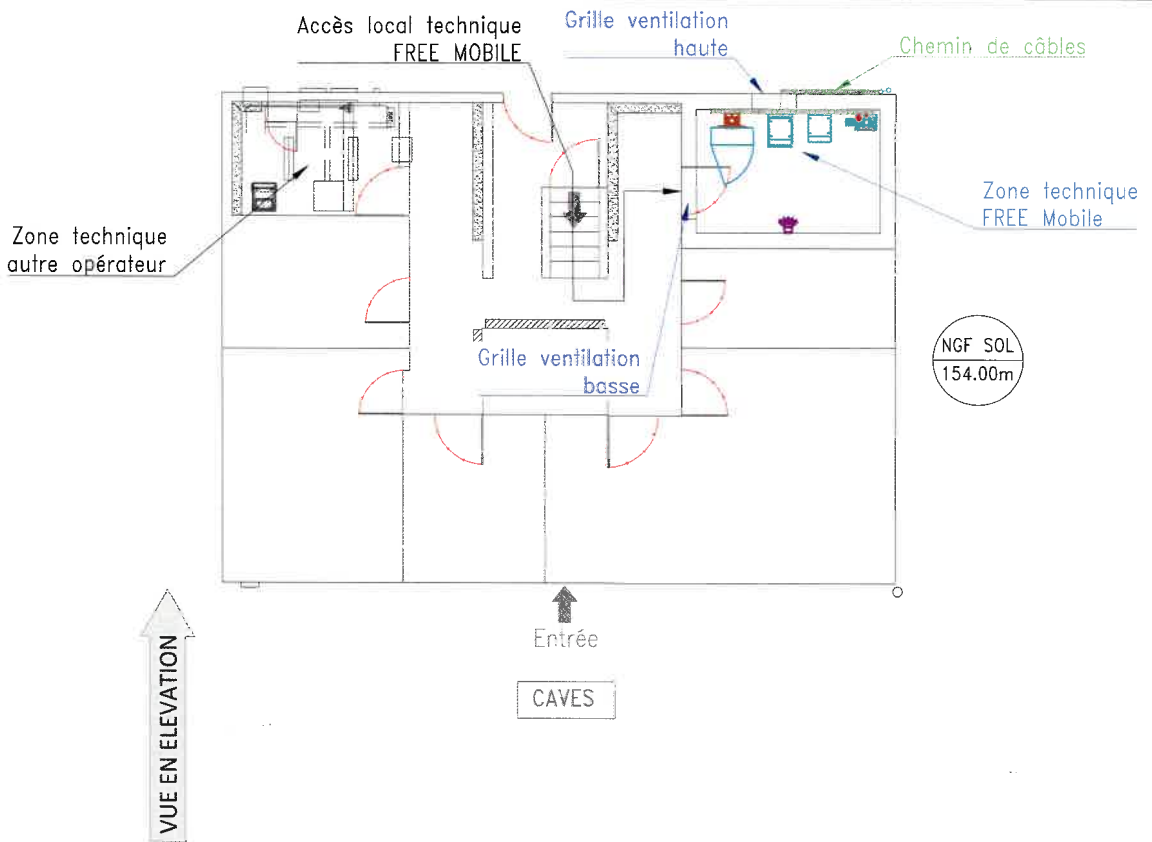 Accès local technique
FREE MOBILE
Grille ventilation
haute
Chemin de câbles
Zone technique
FREE Mobile
Zone technique
autre opérateur
NGF SOL
154.00m
Grille ventilation
basse
Entrée
CAVES
VUE EN ELEVATION